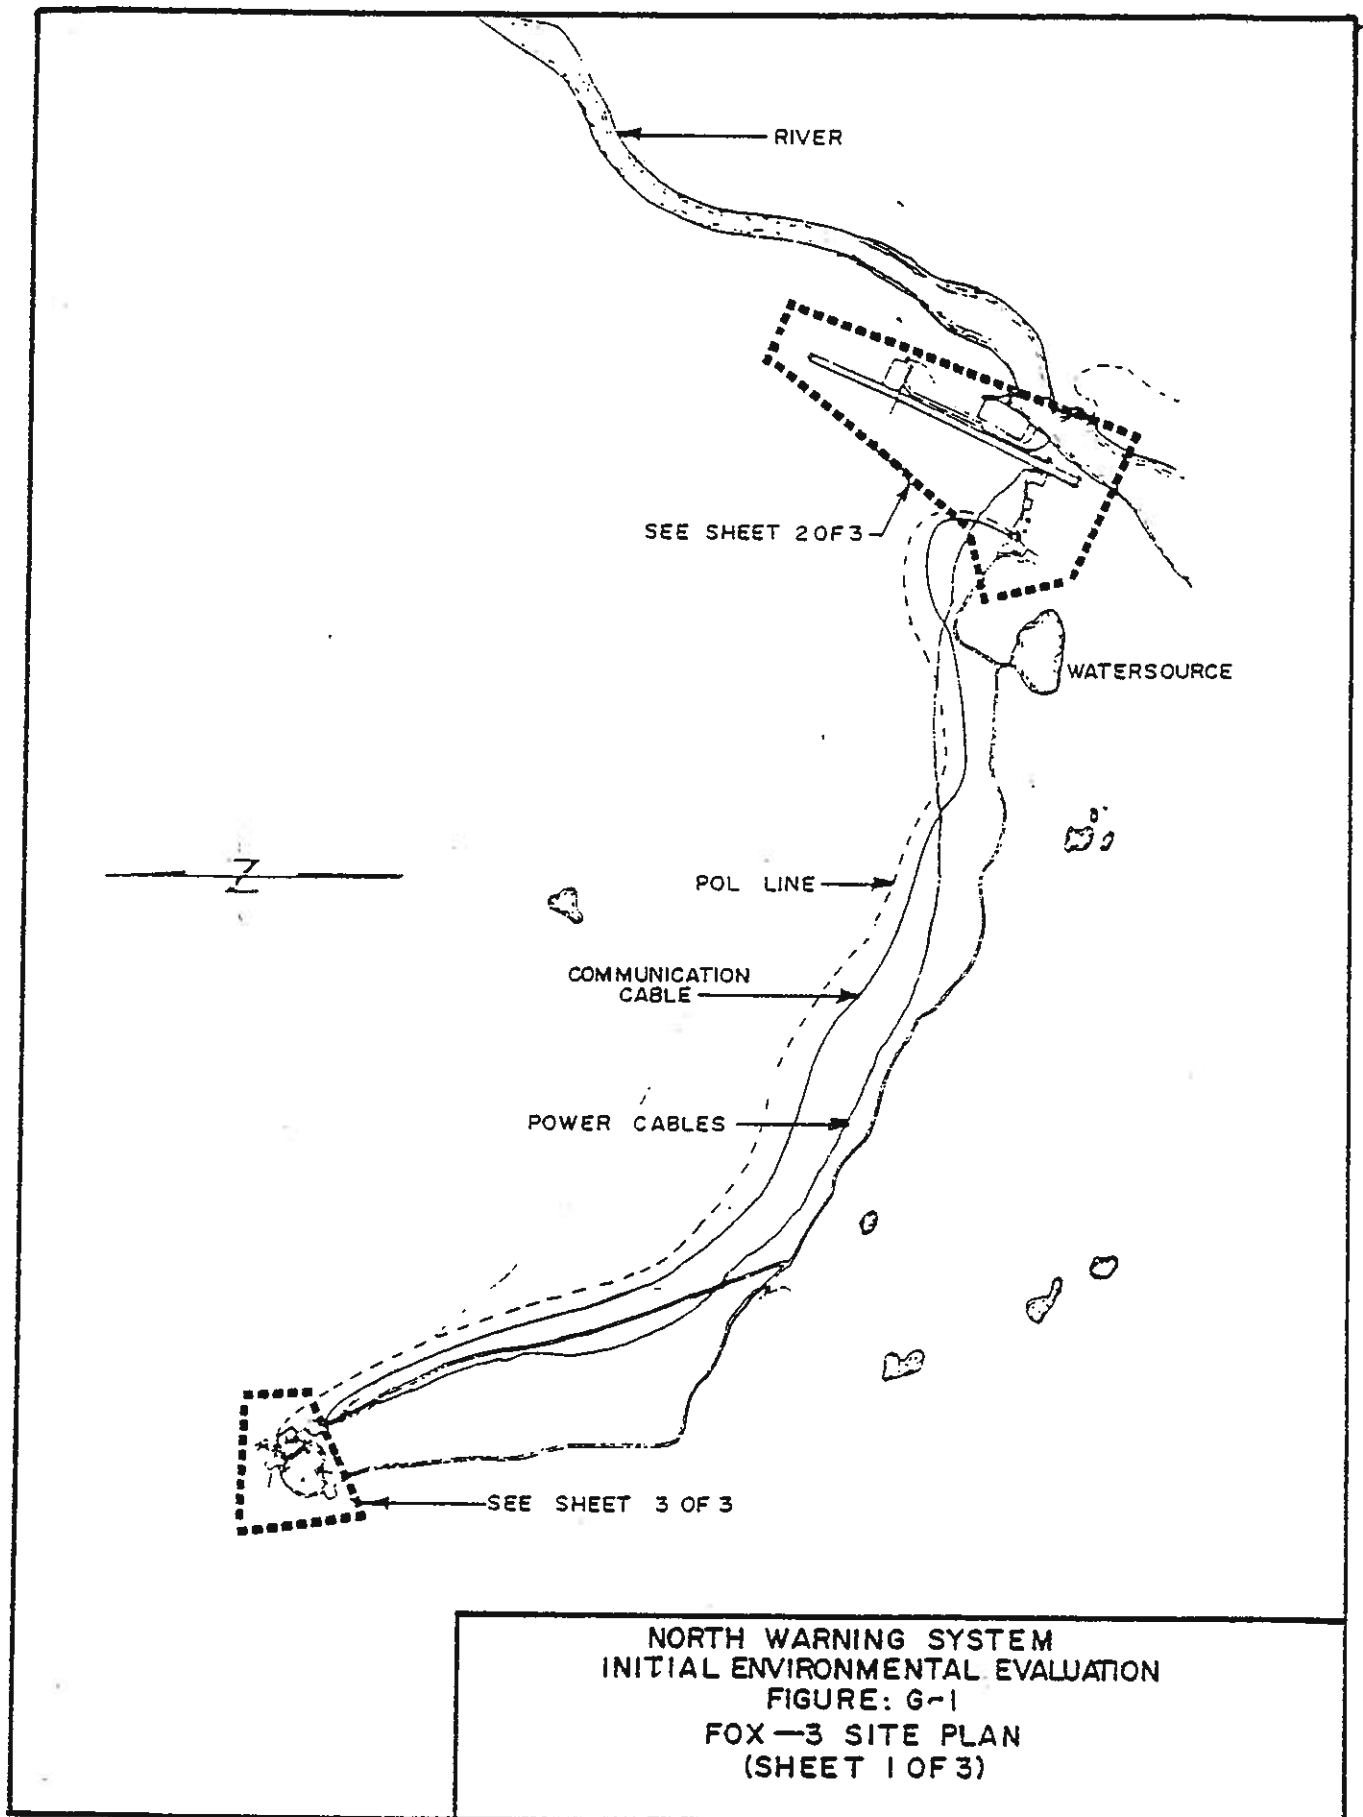 RIVER
SEE SHEET 2 OF 3
WATERSOURCE
Z
POL LINE
COMMUNICATION
CABLE
POWER CABLES
SEE SHEET 3 OF 3
NORTH WARNING SYSTEM
INITIAL ENVIRONMENTAL EVALUATION
FIGURE: G-1
FOX-3 SITE PLAN
(SHEET 1 OF 3)